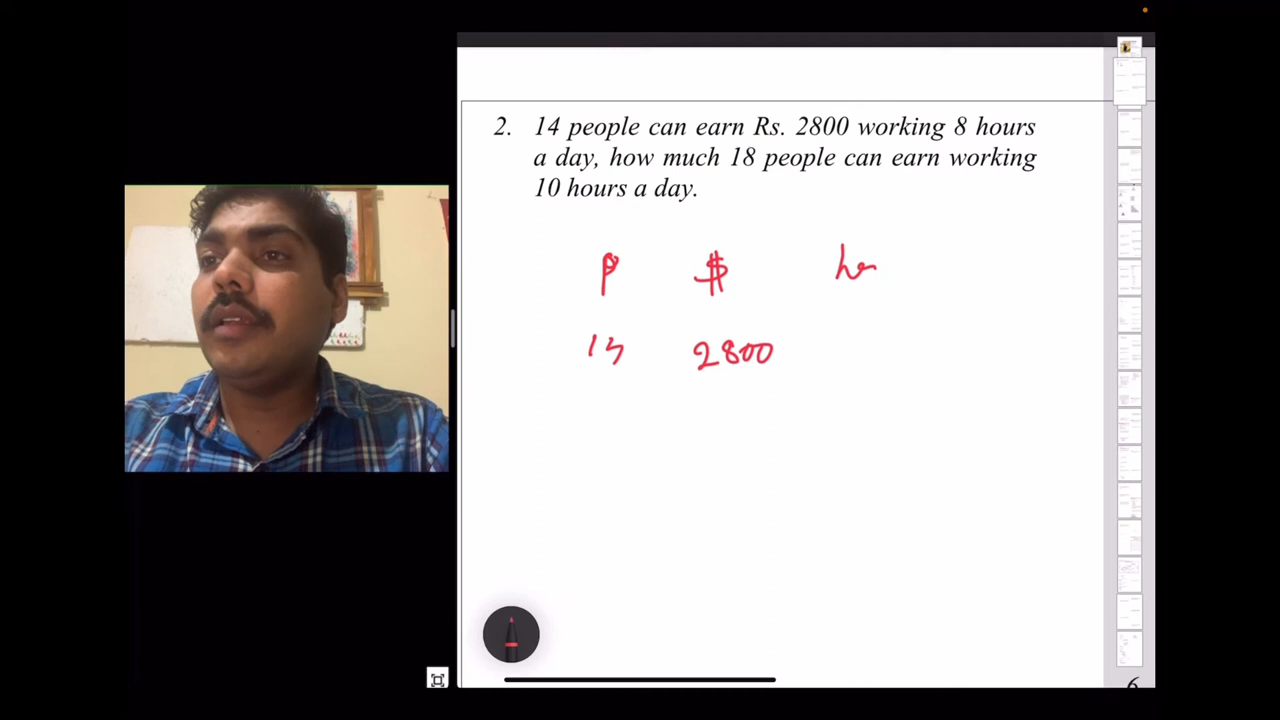 2. 14 people can earn Rs. 2800 working 8 hours
a day, how much 18 people can earn working
10 hours a day.
P $ hr
14 2800
6